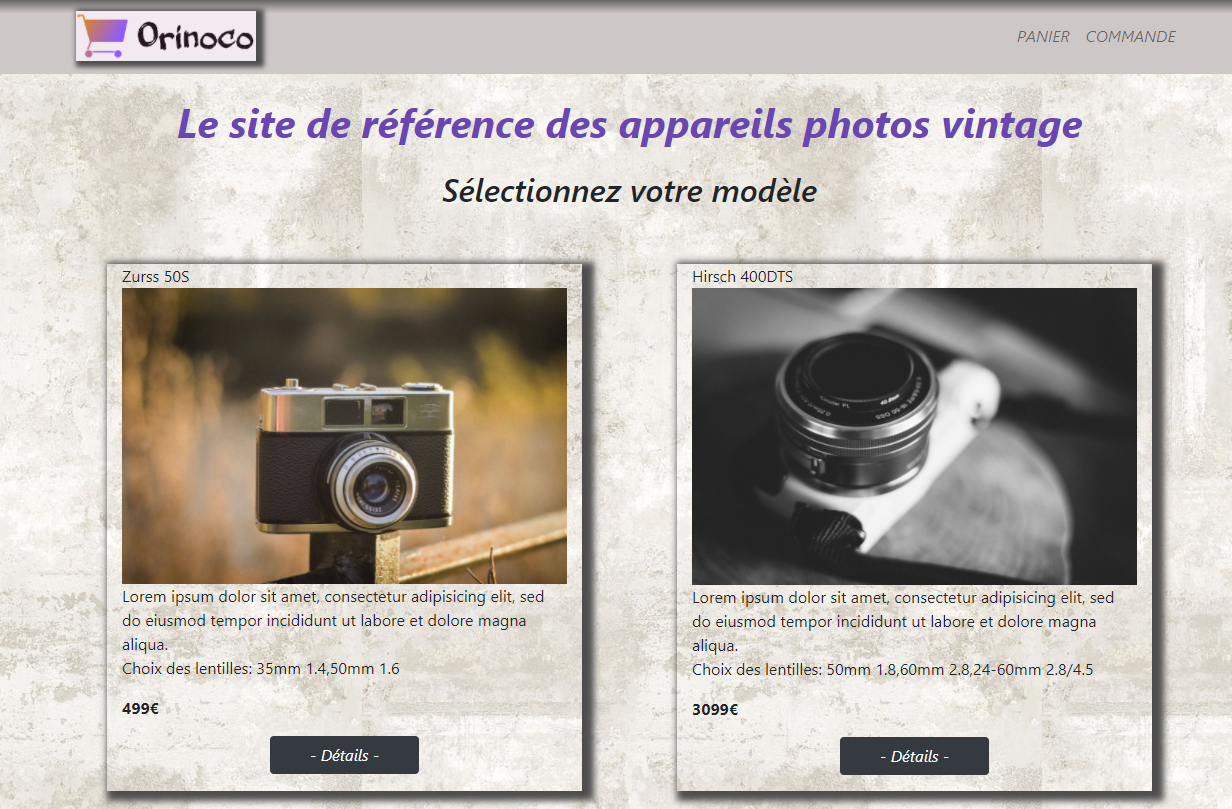 Orinoco
PANIER COMMANDE
Le site de référence des appareils photos vintage
Sélectionnez votre modèle
Zurss 50S
Lorem ipsum dolor sit amet, consectetur adipisicing elit, sed
do eiusmod tempor incididunt ut labore et dolore magna
aliqua.
Choix des lentilles: 35mm 1.4,50mm 1.6
499€
- Détails -
Hirsch 400DTS
Lorem ipsum dolor sit amet, consectetur adipisicing elit, sed
do eiusmod tempor incididunt ut labore et dolore magna
aliqua.
Choix des lentilles: 50mm 1.8,60mm 2.8,24-60mm 2.8/4.5
3099€
- Détails -